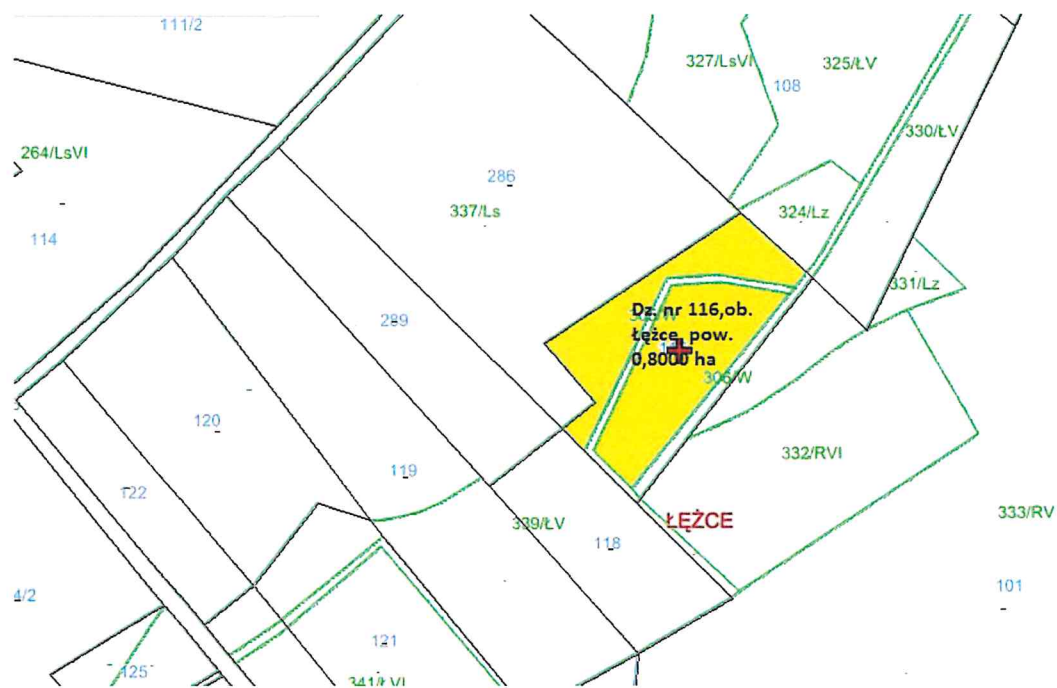 111/2
327/LsVI
325/ŁV
108
330/ŁV
264/LsVI
286
337/Ls
324/Lz
114
331/Lz
Dz. nr 116,ob.
Łężce, pow.
0,8000 ha
289
306/W
120
332/RVI
119
122
339/ŁV
ŁĘŻCE
333/RV
118
101
4/2
121
125
341/ŁVI